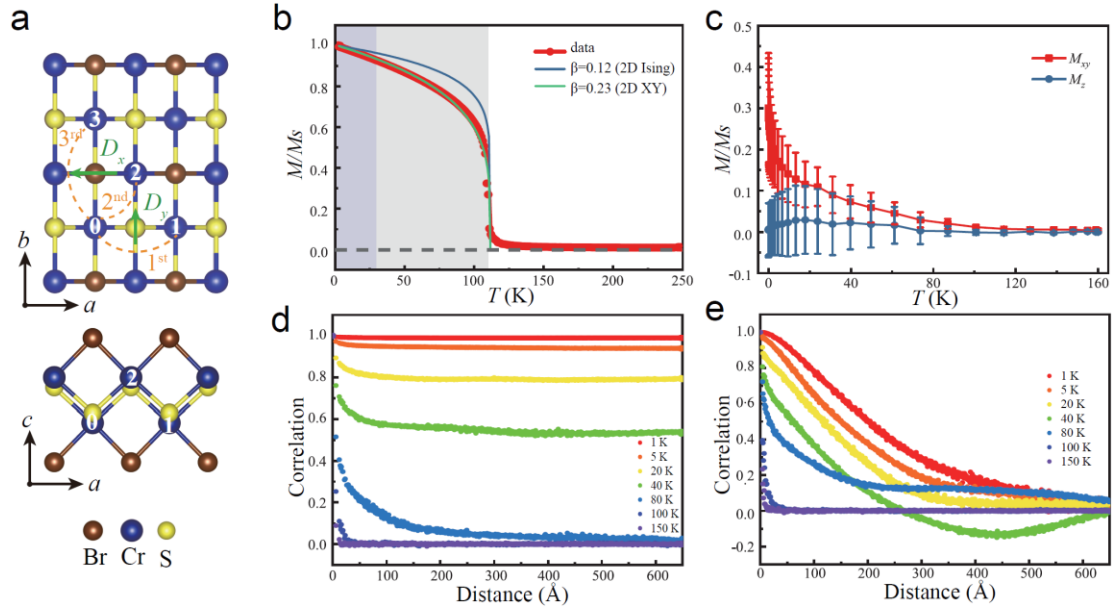 a
3
3rd
Dx
2
2nd
Dy
0
1
1st
b
a
2
0
1
c
a
Br Cr S
b
M/Ms
1.0
0.8
0.6
0.4
0.2
0.0
data
β=0.12 (2D Ising)
β=0.23 (2D XY)
0 50 100 150 200 250
T (K)
c
M/Ms
0.5
0.4
0.3
0.2
0.1
0.0
-0.1
Mxy
Mz
0 40 80 120 160
T (K)
d
Correlation
1.0
0.8
0.6
0.4
0.2
0.0
1 K
5 K
20 K
40 K
80 K
100 K
150 K
0 100 200 300 400 500 600
Distance (Å)
e
Correlation
1.0
0.8
0.6
0.4
0.2
0.0
-0.2
1 K
5 K
20 K
40 K
80 K
100 K
150 K
0 100 200 300 400 500 600
Distance (Å)